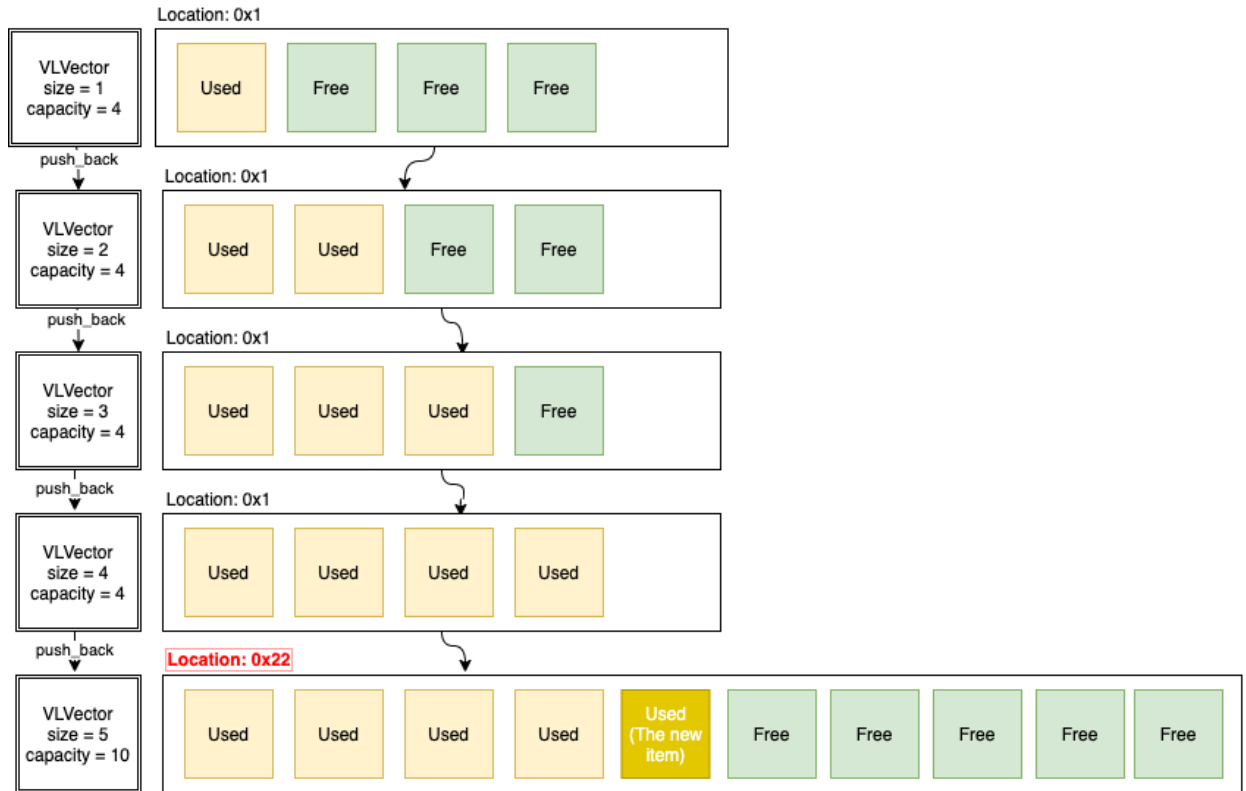 Location: 0x1
VLVector
size = 1
capacity = 4
Used
Free
Free
Free
push_back
Location: 0x1
VLVector
size = 2
capacity = 4
Used
Used
Free
Free
push_back
Location: 0x1
VLVector
size = 3
capacity = 4
Used
Used
Used
Free
push_back
Location: 0x1
VLVector
size = 4
capacity = 4
Used
Used
Used
Used
push_back
Location: 0x22
VLVector
size = 5
capacity = 10
Used
Used
Used
Used
Used
(The new
item)
Free
Free
Free
Free
Free